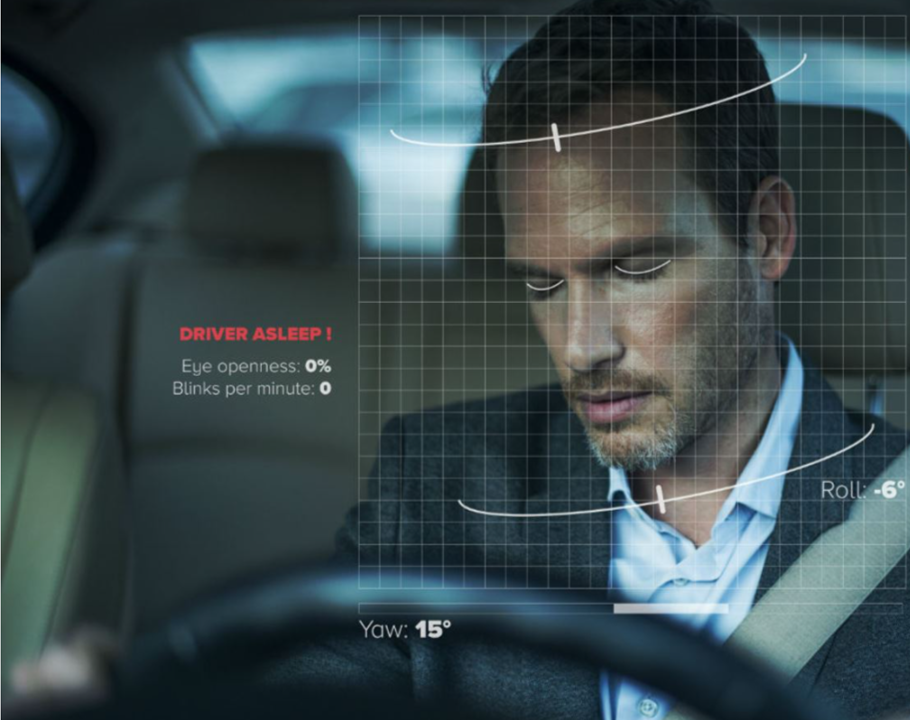 DRIVER ASLEEP !
Eye openness: 0%
Blinks per minute: 0
Roll: -6°
Yaw: 15°